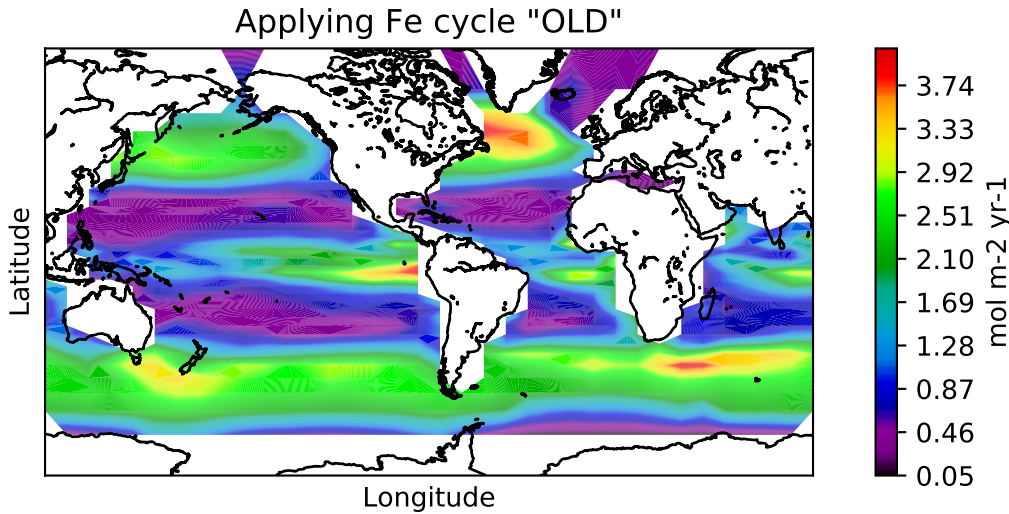 Applying Fe cycle "OLD"
Latitude
Longitude
3.74
3.33
2.92
2.51
2.10
1.69
1.28
0.87
0.46
0.05
mol m-2 yr-1